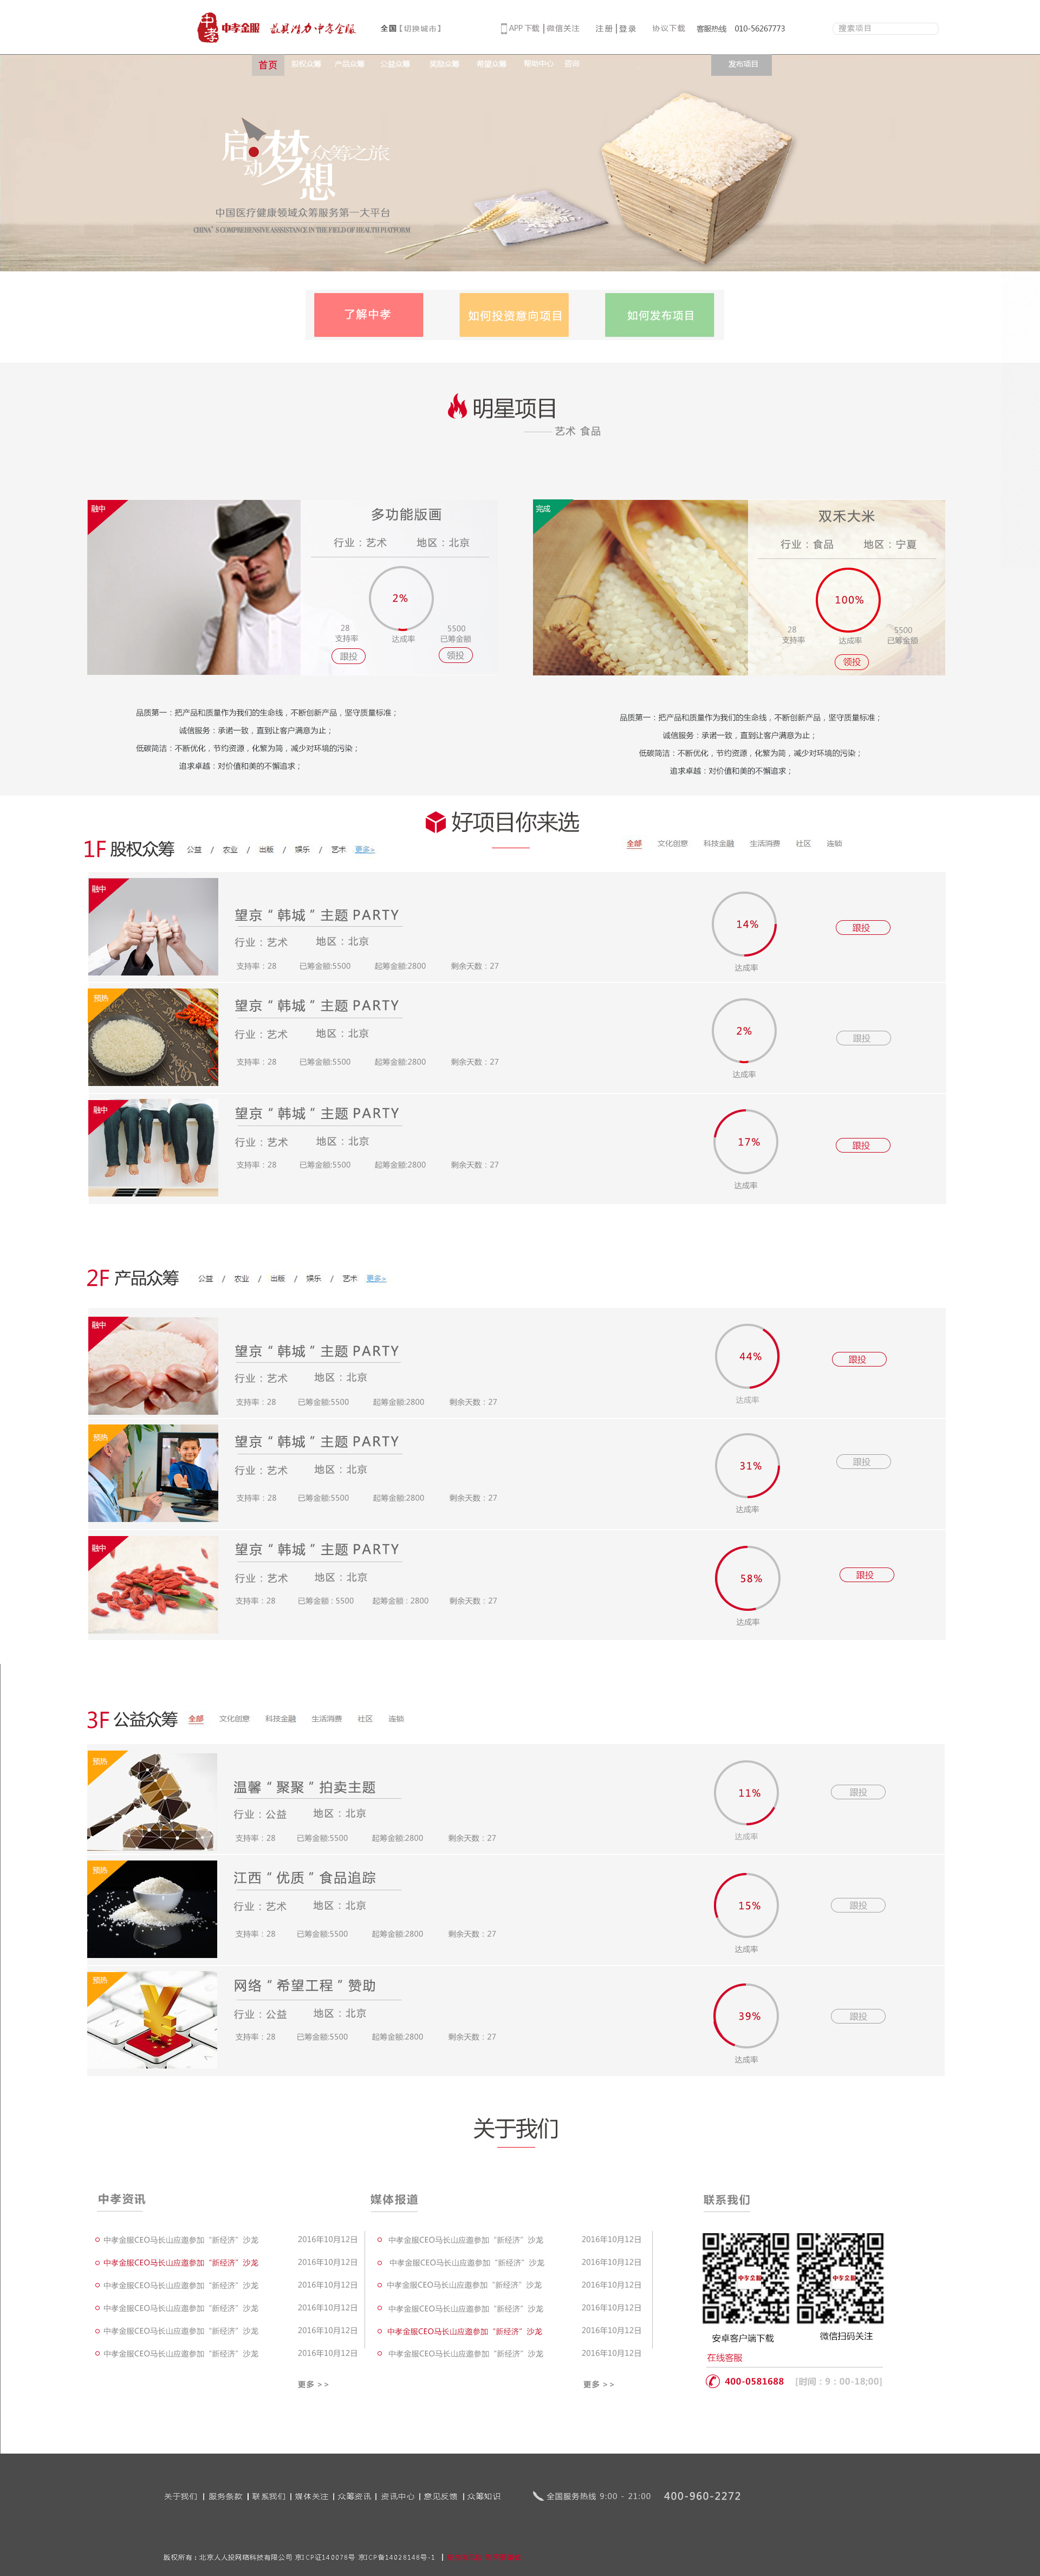 中孝金服 最具潜力中孝金服 全国【切换城市】 APP 下载 | 微信关注 注册 | 登录 协议下载 客服热线 010-56267773 搜索项目
首页 股权众筹 产品众筹 公益众筹 奖励众筹 希望众筹 帮助中心 咨询 发布项目
启动梦想 众筹之旅
中国医疗健康领域众筹服务第一大平台
CHINA'S COMPREHENSIVE ASSSISTANCE IN THE FIELD OF HEALTH PLATFORM
了解中孝 如何投资意向项目 如何发布项目
明星项目
艺术 食品
融中
多功能版画
行业：艺术 地区：北京
2%
28 5500
支持率 达成率 已筹金额
跟投 领投
完成
双禾大米
行业：食品 地区：宁夏
100%
28 5500
支持率 达成率 已筹金额
领投
品质第一：把产品和质量作为我们的生命线，不断创新产品，坚守质量标准；
诚信服务：承诺一致，直到让客户满意为止；
低碳简洁：不断优化，节约资源，化繁为简，减少对环境的污染；
追求卓越：对价值和美的不懈追求；
品质第一：把产品和质量作为我们的生命线，不断创新产品，坚守质量标准；
诚信服务：承诺一致，直到让客户满意为止；
低碳简洁：不断优化，节约资源，化繁为简，减少对环境的污染；
追求卓越：对价值和美的不懈追求；
好项目你来选
1F 股权众筹 公益 / 农业 / 出版 / 娱乐 / 艺术 更多>
全部 文化创意 科技金融 生活消费 社区 连锁
融中
望京“韩城”主题 PARTY
行业：艺术 地区：北京
支持率：28 已筹金额:5500 起筹金额:2800 剩余天数：27
14%
达成率
跟投
预热
望京“韩城”主题 PARTY
行业：艺术 地区：北京
支持率：28 已筹金额:5500 起筹金额:2800 剩余天数：27
2%
达成率
跟投
融中
望京“韩城”主题 PARTY
行业：艺术 地区：北京
支持率：28 已筹金额:5500 起筹金额:2800 剩余天数：27
17%
达成率
跟投
2F 产品众筹 公益 / 农业 / 出版 / 娱乐 / 艺术 更多>
融中
望京“韩城”主题 PARTY
行业：艺术 地区：北京
支持率：28 已筹金额:5500 起筹金额:2800 剩余天数：27
44%
达成率
跟投
预热
望京“韩城”主题 PARTY
行业：艺术 地区：北京
支持率：28 已筹金额:5500 起筹金额:2800 剩余天数：27
31%
达成率
跟投
融中
望京“韩城”主题 PARTY
行业：艺术 地区：北京
支持率：28 已筹金额：5500 起筹金额：2800 剩余天数：27
58%
达成率
跟投
3F 公益众筹 全部 文化创意 科技金融 生活消费 社区 连锁
预热
温馨“聚聚”拍卖主题
行业：公益 地区：北京
支持率：28 已筹金额:5500 起筹金额:2800 剩余天数：27
11%
达成率
跟投
预热
江西“优质”食品追踪
行业：艺术 地区：北京
支持率：28 已筹金额:5500 起筹金额:2800 剩余天数：27
15%
达成率
跟投
预热
网络“希望工程”赞助
行业：公益 地区：北京
支持率：28 已筹金额:5500 起筹金额:2800 剩余天数：27
39%
达成率
跟投
关于我们
中孝资讯
中孝金服CEO马长山应邀参加“新经济”沙龙 2016年10月12日
中孝金服CEO马长山应邀参加“新经济”沙龙 2016年10月12日
中孝金服CEO马长山应邀参加“新经济”沙龙 2016年10月12日
中孝金服CEO马长山应邀参加“新经济”沙龙 2016年10月12日
中孝金服CEO马长山应邀参加“新经济”沙龙 2016年10月12日
中孝金服CEO马长山应邀参加“新经济”沙龙 2016年10月12日
更多 >>
媒体报道
中孝金服CEO马长山应邀参加“新经济”沙龙 2016年10月12日
中孝金服CEO马长山应邀参加“新经济”沙龙 2016年10月12日
中孝金服CEO马长山应邀参加“新经济”沙龙 2016年10月12日
中孝金服CEO马长山应邀参加“新经济”沙龙 2016年10月12日
中孝金服CEO马长山应邀参加“新经济”沙龙 2016年10月12日
中孝金服CEO马长山应邀参加“新经济”沙龙 2016年10月12日
更多 >>
联系我们
中孝金服 中孝金服
安卓客户端下载 微信扫码关注
在线客服
400-0581688 [时间：9：00-18;00]
关于我们 | 服务条款 | 联系我们 | 媒体关注 | 众筹资讯 | 资讯中心 | 意见反馈 | 众筹知识 全国服务热线 9:00 - 21:00 400-960-2272
版权所有：北京人人投网络科技有限公司 京ICP证140078号 京ICP备14028148号-1 |